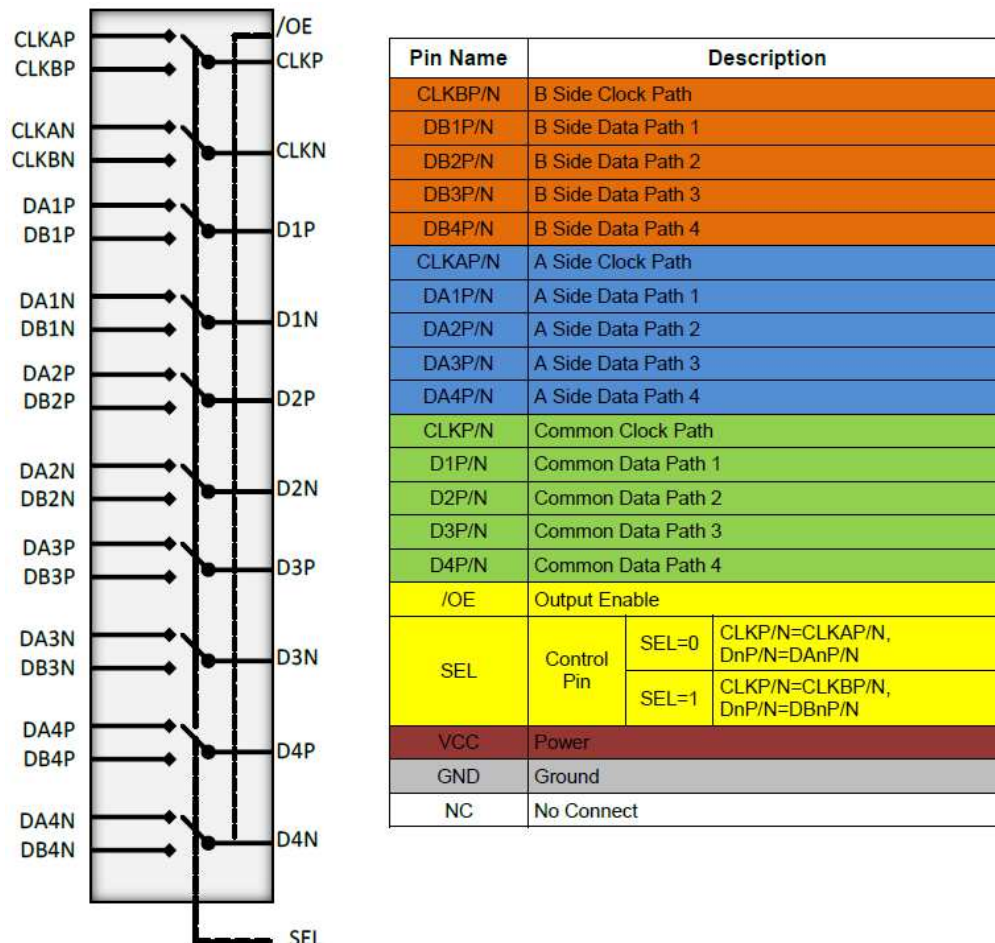 CLKAP
CLKBP
CLKAN
CLKBN
DA1P
DB1P
DA1N
DB1N
DA2P
DB2P
DA2N
DB2N
DA3P
DB3P
DA3N
DB3N
DA4P
DB4P
DA4N
DB4N
/OE
CLKP
CLKN
D1P
D1N
D2P
D2N
D3P
D3N
D4P
D4N
SEL
Pin Name Description
CLKBP/N B Side Clock Path
DB1P/N B Side Data Path 1
DB2P/N B Side Data Path 2
DB3P/N B Side Data Path 3
DB4P/N B Side Data Path 4
CLKAP/N A Side Clock Path
DA1P/N A Side Data Path 1
DA2P/N A Side Data Path 2
DA3P/N A Side Data Path 3
DA4P/N A Side Data Path 4
CLKP/N Common Clock Path
D1P/N Common Data Path 1
D2P/N Common Data Path 2
D3P/N Common Data Path 3
D4P/N Common Data Path 4
/OE Output Enable
SEL Control Pin SEL=0 CLKP/N=CLKAP/N,
DnP/N=DAnP/N
SEL=1 CLKP/N=CLKBP/N,
DnP/N=DBnP/N
VCC Power
GND Ground
NC No Connect